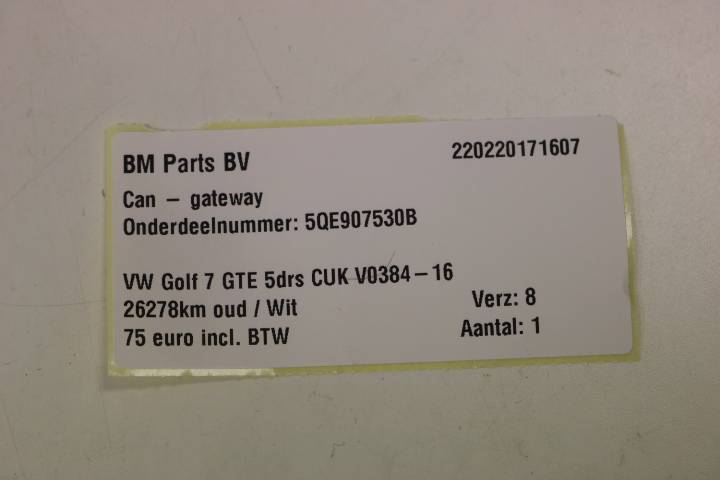 BM Parts BV 220220171607
Can - gateway
Onderdeelnummer: 5QE907530B
VW Golf 7 GTE 5drs CUK V0384-16
26278km oud / Wit Verz: 8
75 euro incl. BTW Aantal: 1